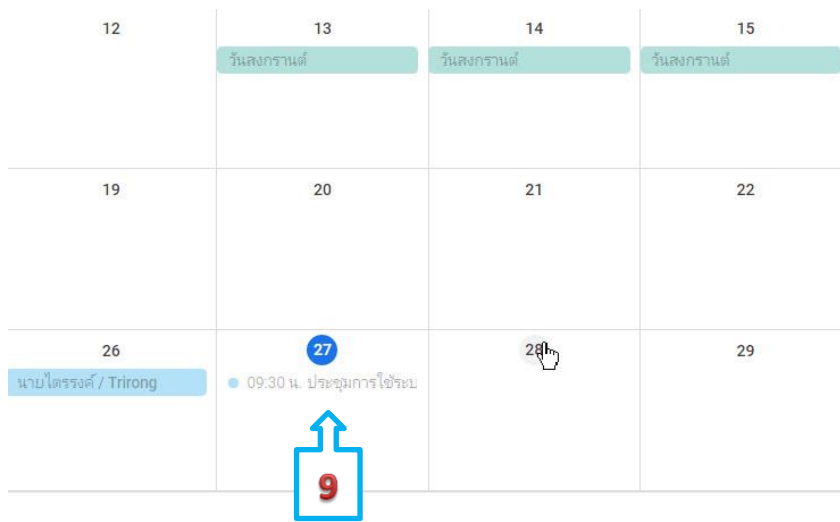 12 13 14 15
วันสงกรานต์ วันสงกรานต์ วันสงกรานต์
19 20 21 22
26 27 28 29
นายไตรรงค์ / Trirong 09:30 น. ประชุมการใช้ระบ
9